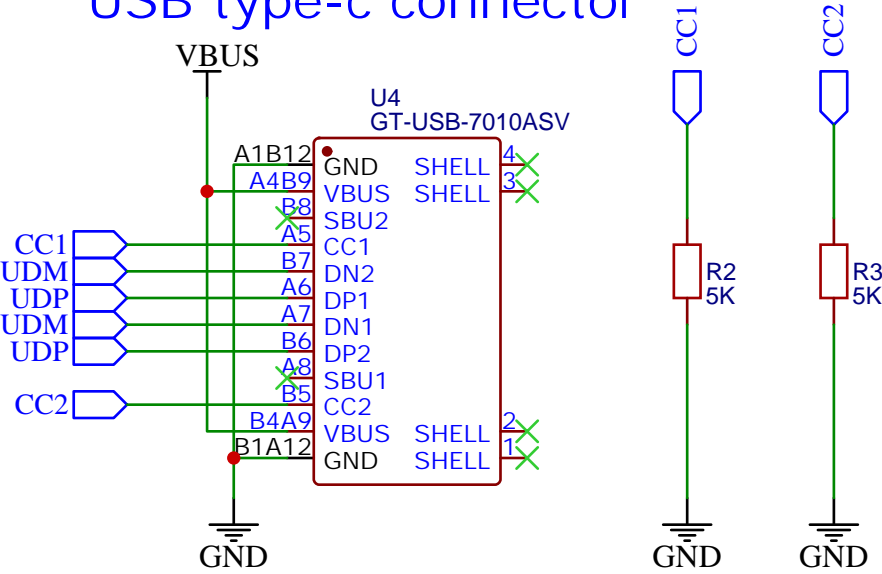 USB type-c connector
VBUS
U4
GT-USB-7010ASV
A1B12 GND SHELL 4
A4B9 VBUS SHELL 3
B8 SBU2
CC1 A5 CC1
UDM B7 DN2
UDP A6 DP1
UDM A7 DN1
UDP B6 DP2
A8 SBU1
CC2 B5 CC2
B4A9 VBUS SHELL 2
B1A12 GND SHELL 1
GND
CC1
R2
5K
GND
CC2
R3
5K
GND